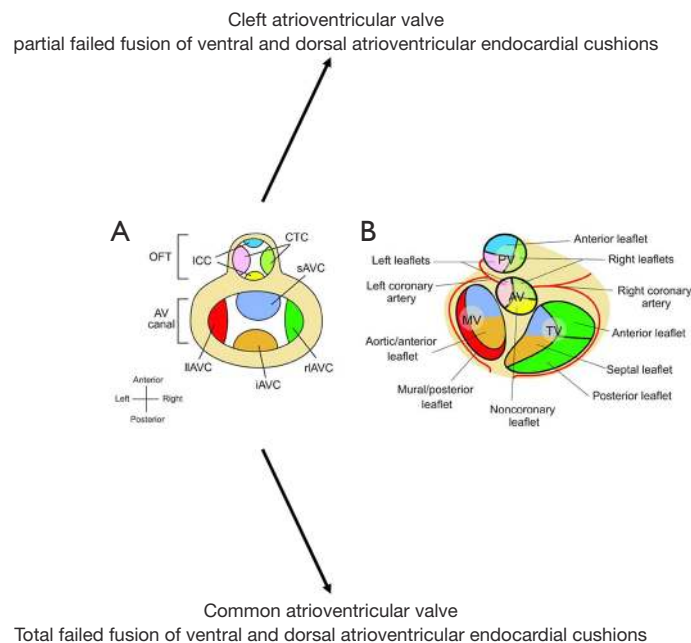 Cleft atrioventricular valve
partial failed fusion of ventral and dorsal atrioventricular endocardial cushions
A
OFT
ICC
CTC
sAVC
AV
canal
llAVC
iAVC
rlAVC
Anterior
Left
Right
Posterior
B
PV
Anterior leaflet
Left leaflets
Right leaflets
Left coronary
artery
AV
Right coronary
artery
MV
TV
Anterior leaflet
Aortic/anterior
leaflet
Septal leaflet
Mural/posterior
leaflet
Noncoronary
leaflet
Posterior leaflet
Common atrioventricular valve
Total failed fusion of ventral and dorsal atrioventricular endocardial cushions